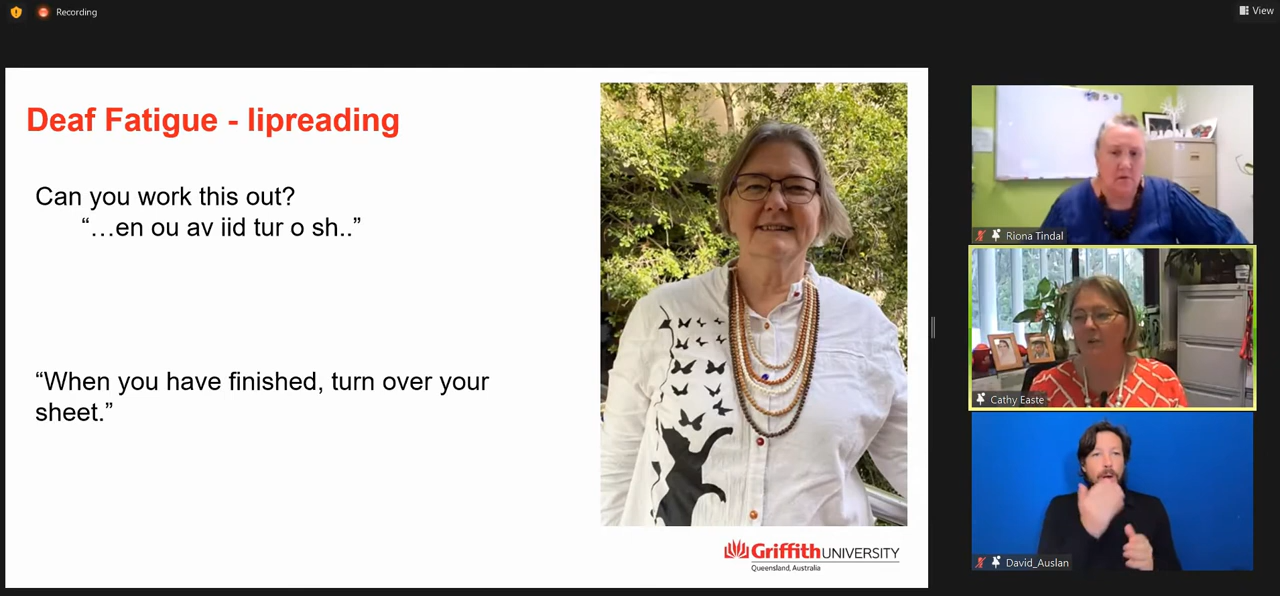 Recording
View
Deaf Fatigue - lipreading
Can you work this out?
“…en ou av iid tur o sh..”
“When you have finished, turn over your
sheet.”
Griffith UNIVERSITY
Queensland, Australia
Riona Tindal
Cathy Easte
David_Auslan